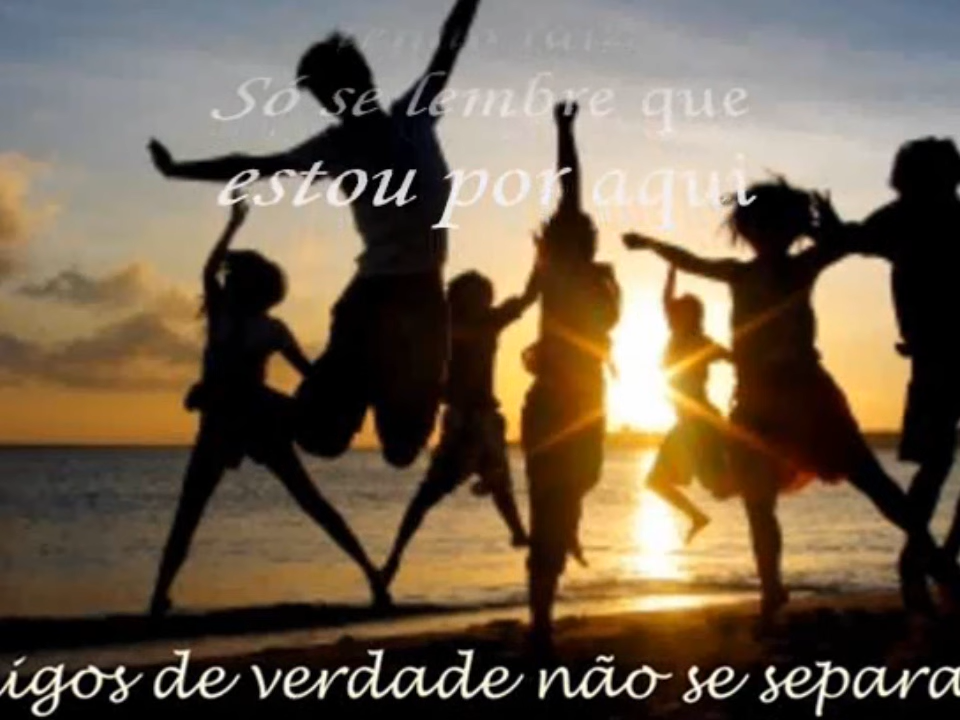 Só se lembre que
estou por aqui
igos de verdade não se separa